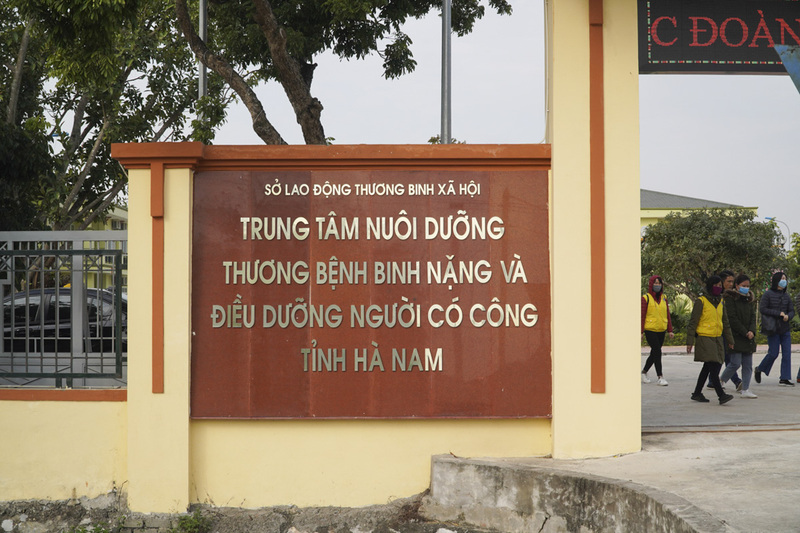 C ĐOÀN
SỞ LAO ĐỘNG THƯƠNG BINH XÃ HỘI
TRUNG TÂM NUÔI DƯỠNG
THƯƠNG BỆNH BINH NẶNG VÀ
ĐIỀU DƯỠNG NGƯỜI CÓ CÔNG
TỈNH HÀ NAM